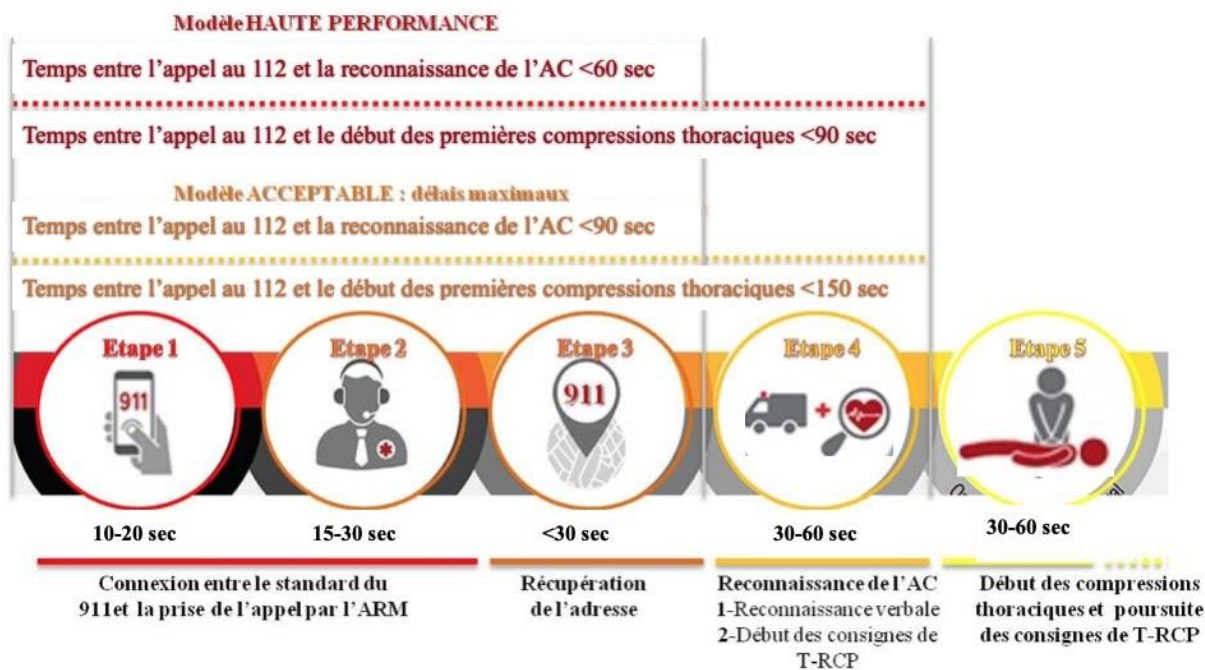 Modèle HAUTE PERFORMANCE
Temps entre l’appel au 112 et la reconnaissance de l’AC <60 sec
Temps entre l’appel au 112 et le début des premières compressions thoraciques <90 sec
Modèle ACCEPTABLE : délais maximaux
Temps entre l’appel au 112 et la reconnaissance de l’AC <90 sec
Temps entre l’appel au 112 et le début des premières compressions thoraciques <150 sec
Etape 1
Etape 2
Etape 3
Etape 4
Etape 5
911
911
10-20 sec
15-30 sec
<30 sec
30-60 sec
30-60 sec
Connexion entre le standard du
911et la prise de l’appel par l’ARM
Récupération
de l’adresse
Reconnaissance de l’AC
1-Reconnaissance verbale
2-Début des consignes de
T-RCP
Début des compressions
thoraciques et poursuite
des consignes de T-RCP